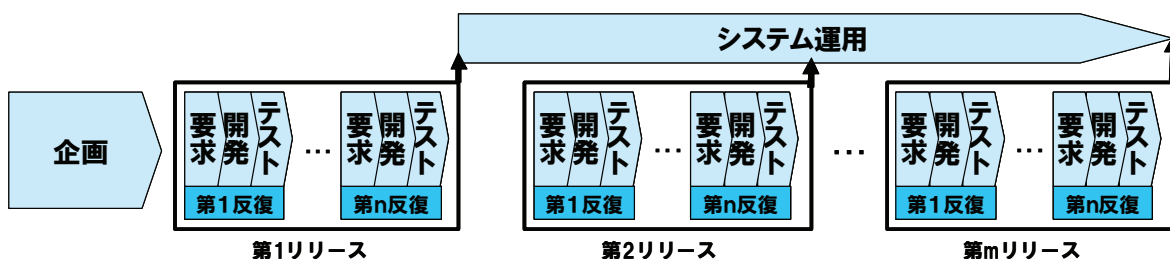 システム運用
企画
要求
開発
テスト
…
要求
開発
テスト
第1反復
第n反復
第1リリース
要求
開発
テスト
…
要求
開発
テスト
第1反復
第n反復
第2リリース
…
要求
開発
テスト
…
要求
開発
テスト
第1反復
第n反復
第mリリース